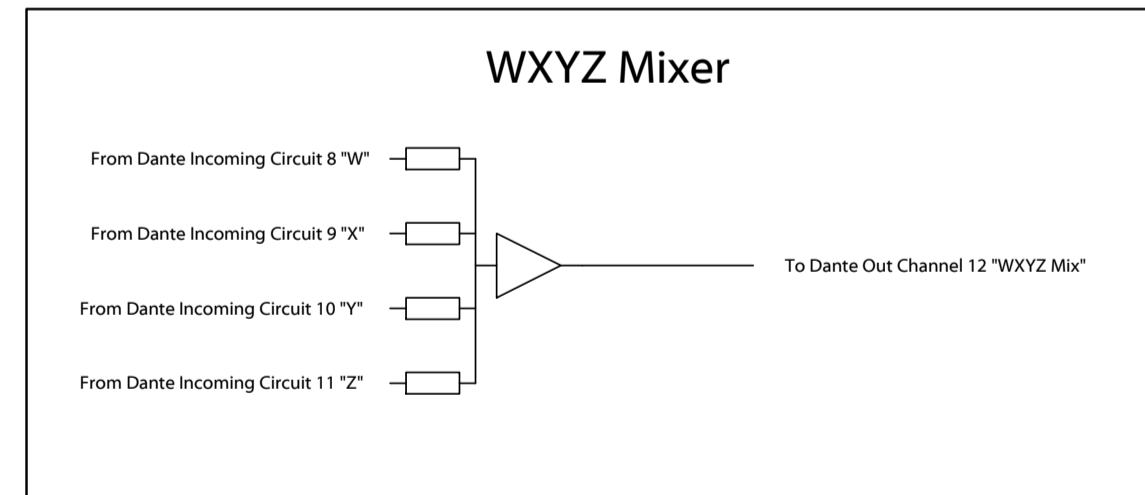 WXYZ Mixer
From Dante Incoming Circuit 8 "W"
From Dante Incoming Circuit 9 "X"
To Dante Out Channel 12 "WXYZ Mix"
From Dante Incoming Circuit 10 "Y"
From Dante Incoming Circuit 11 "Z"